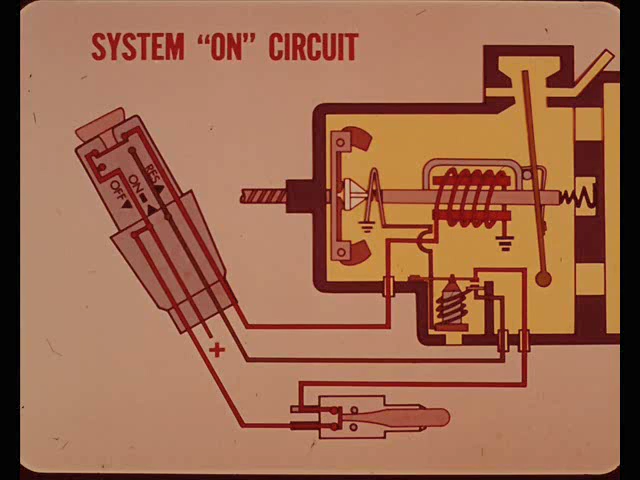 SYSTEM “ON” CIRCUIT
RES.
ON
OFF
+